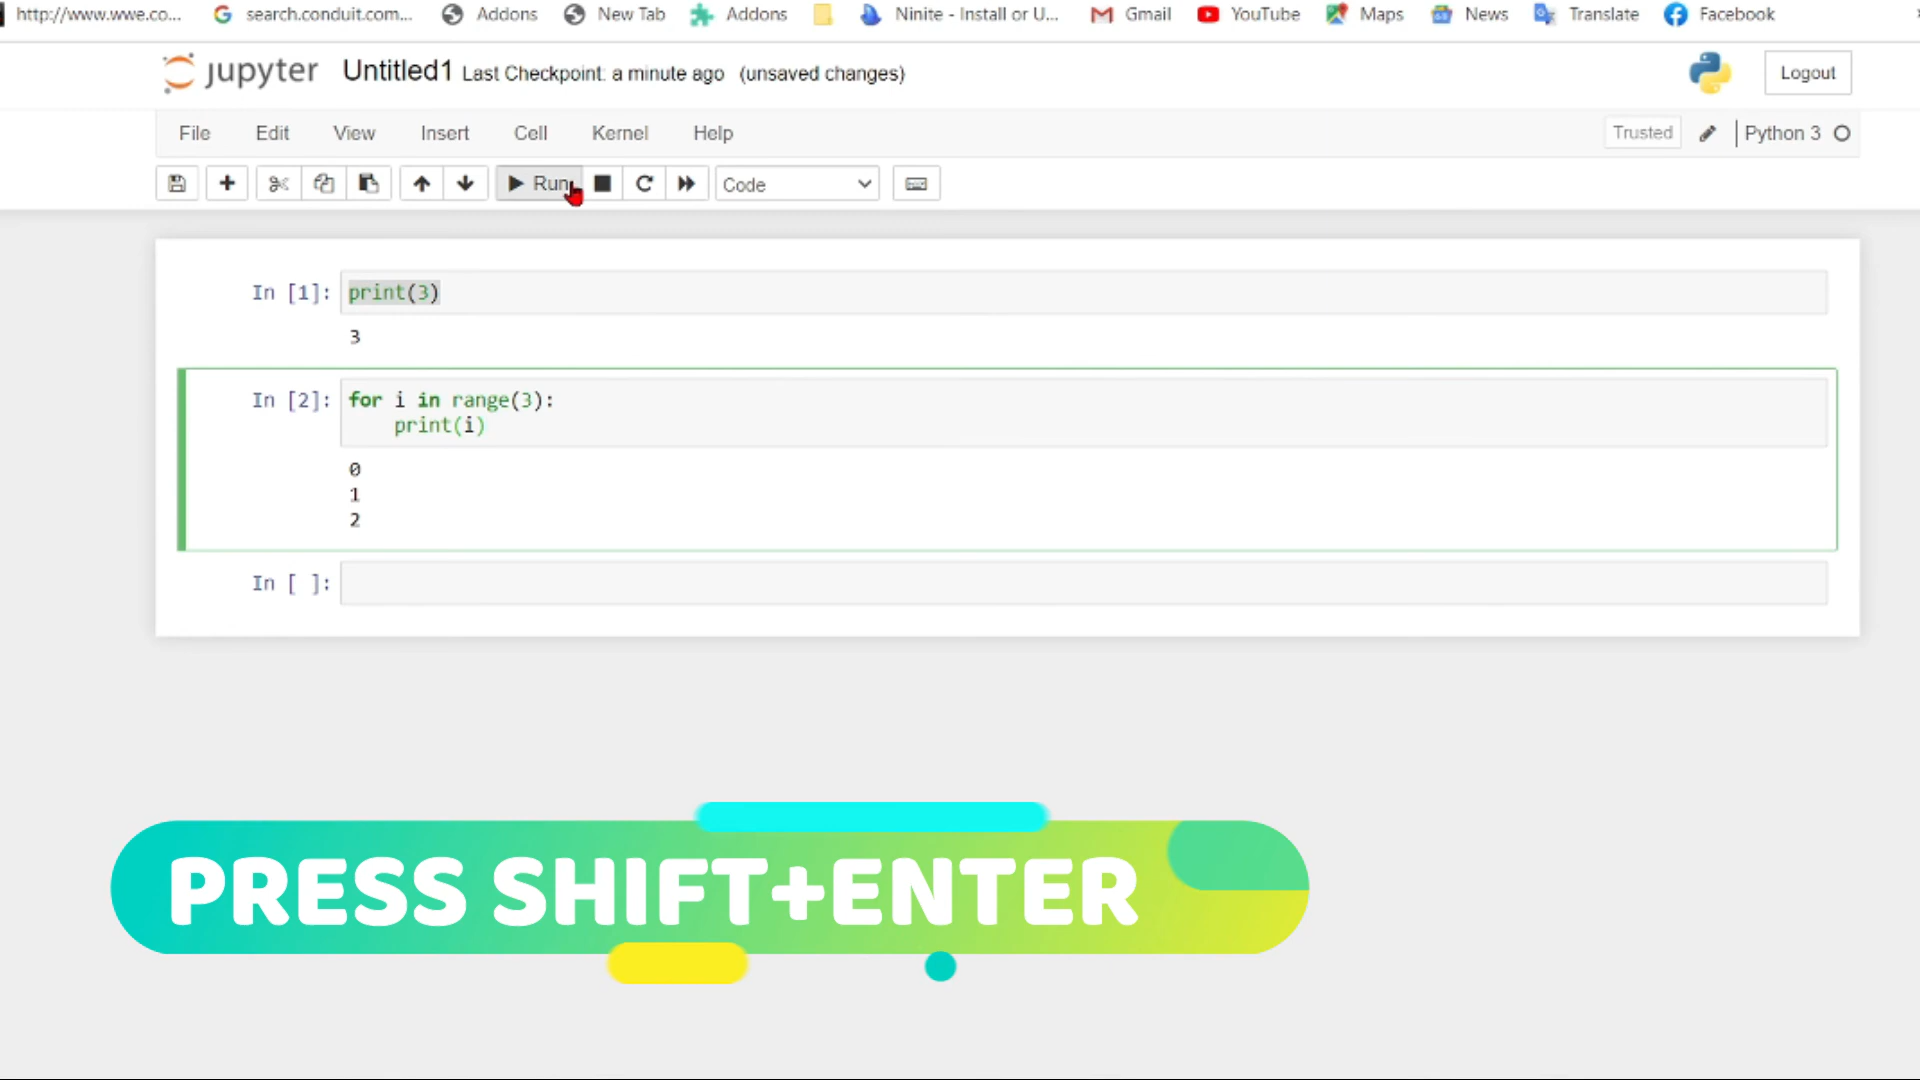 http://www.wwe.co... search.conduit.com... Addons New Tab Addons Ninite - Install or U... Gmail YouTube Maps News Translate Facebook
jupyter Untitled1 Last Checkpoint: a minute ago (unsaved changes) Logout
File Edit View Insert Cell Kernel Help Trusted Python 3
Run Code
In [1]: print(3)
3
In [2]: for i in range(3):
print(i)
0
1
2
In [ ]:
PRESS SHIFT+ENTER